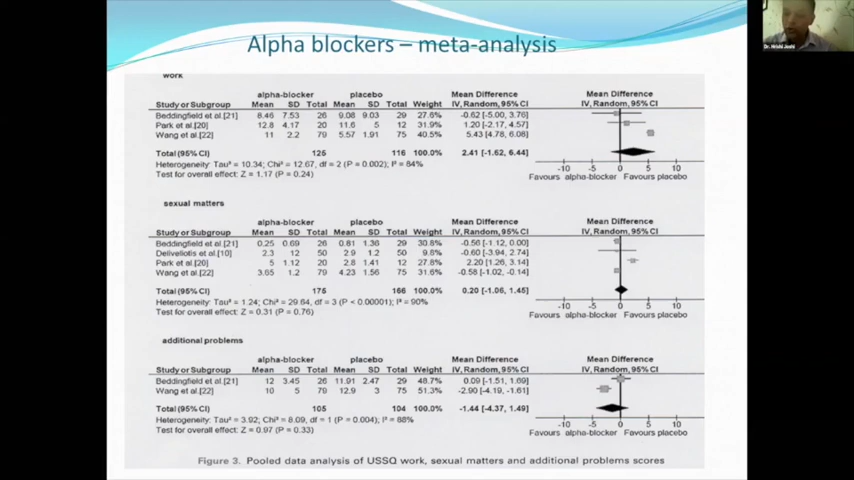 Alpha blockers – meta-analysis
Dr. Hrishi Joshi
work
alpha-blocker placebo Mean Difference Mean Difference
Study or Subgroup Mean SD Total Mean SD Total Weight IV, Random, 95% CI IV, Random, 95% CI
Beddingfield et al.[21] 8.46 7.53 26 9.08 9.03 29 27.6% -0.62 [-5.00, 3.76]
Park et al.[20] 12.8 4.17 20 11.6 5 12 31.9% 1.20 [-2.17, 4.57]
Wang et al.[22] 11 2.2 79 5.57 1.91 75 40.5% 5.43 [4.78, 6.08]
Total (95% CI) 125 116 100.0% 2.41 [-1.62, 6.44]
Heterogeneity: Tau² = 10.34; Chi² = 12.67, df = 2 (P = 0.002); I² = 84%
Test for overall effect: Z = 1.17 (P = 0.24)
-10 -5 0 5 10
Favours alpha-blocker Favours placebo
sexual matters
alpha-blocker placebo Mean Difference Mean Difference
Study or Subgroup Mean SD Total Mean SD Total Weight IV, Random, 95% CI IV, Random, 95% CI
Beddingfield et al.[21] 0.25 0.69 26 0.81 1.36 29 30.8% -0.56 [-1.12, 0.00]
Deliveliotis et al.[10] 2.3 12 50 2.9 1.2 50 9.8% -0.60 [-3.94, 2.74]
Park et al.[20] 5 1.12 20 2.8 1.41 12 27.8% 2.20 [1.26, 3.14]
Wang et al.[22] 3.65 1.2 79 4.23 1.56 75 31.6% -0.58 [-1.02, -0.14]
Total (95% CI) 175 166 100.0% 0.20 [-1.06, 1.45]
Heterogeneity: Tau² = 1.24; Chi² = 29.64, df = 3 (P < 0.00001); I² = 90%
Test for overall effect: Z = 0.31 (P = 0.76)
-10 -5 0 5 10
Favours alpha-blocker Favours placebo
additional problems
alpha-blocker placebo Mean Difference Mean Difference
Study or Subgroup Mean SD Total Mean SD Total Weight IV, Random, 95% CI IV, Random, 95% CI
Beddingfield et al.[21] 12 3.45 26 11.91 2.47 29 48.7% 0.09 [-1.51, 1.69]
Wang et al.[22] 10 5 79 12.9 3 75 51.3% -2.90 [-4.19, -1.61]
Total (95% CI) 105 104 100.0% -1.44 [-4.37, 1.49]
Heterogeneity: Tau² = 3.92; Chi² = 8.09, df = 1 (P = 0.004); I² = 88%
Test for overall effect: Z = 0.97 (P = 0.33)
-10 -5 0 5 10
Favours alpha-blocker Favours placebo
Figure 3. Pooled data analysis of USSQ work, sexual matters and additional problems scores